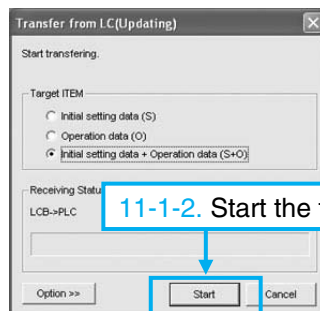 Transfer from LC(Updating)
Start transfering.
Target ITEM
Initial setting data (S)
Operation data (O)
Initial setting data + Operation data (S+O)
Receiving Statu
LCB->PLC
11-1-2. Start the
Option >>
Start
Cancel